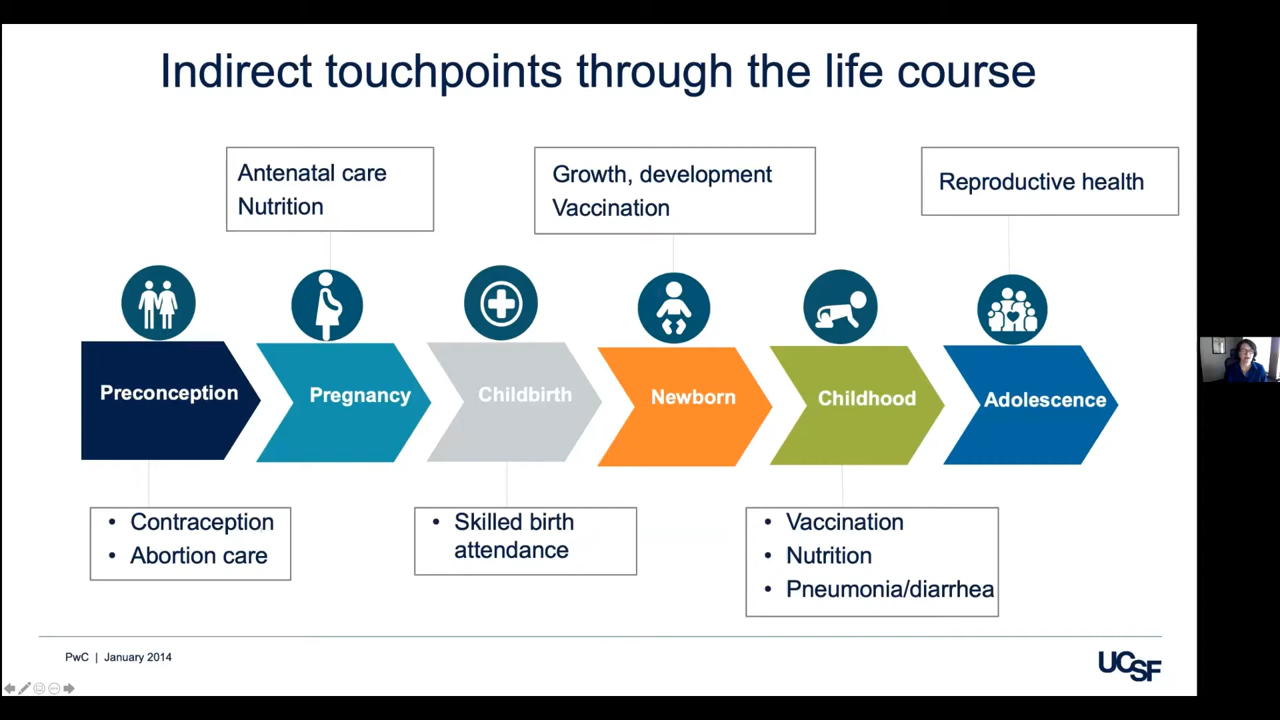 Indirect touchpoints through the life course
Antenatal care
Nutrition
Growth, development
Vaccination
Reproductive health
Preconception
Pregnancy
Childbirth
Newborn
Childhood
Adolescence
• Contraception
• Abortion care
• Skilled birth
attendance
• Vaccination
• Nutrition
• Pneumonia/diarrhea
PwC | January 2014
UCSF